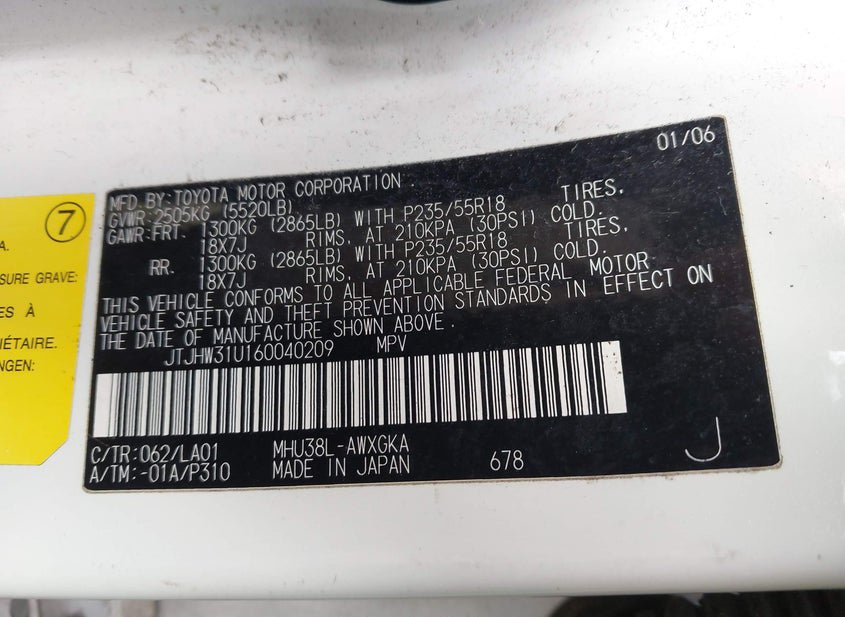 01/06
MFD.BY:TOYOTA MOTOR CORPORATION
GVWR:2505KG (5520LB)
GAWR:FRT. 1300KG (2865LB) WITH P235/55R18 TIRES,
18X7J RIMS, AT 210KPA (30PSI) COLD.
RR. 1300KG (2865LB) WITH P235/55R18 TIRES,
18X7J RIMS, AT 210KPA (30PSI) COLD.
THIS VEHICLE CONFORMS TO ALL APPLICABLE FEDERAL MOTOR
VEHICLE SAFETY AND THEFT PREVENTION STANDARDS IN EFFECT ON
THE DATE OF MANUFACTURE SHOWN ABOVE.
JTJHW31U160040209 MPV
C/TR:062/LA01 MHU38L-AWXGKA
A/TM:-01A/P310 MADE IN JAPAN 678
J
7
A.
SURE GRAVE:
ES À
IÉTAIRE.
NGEN: